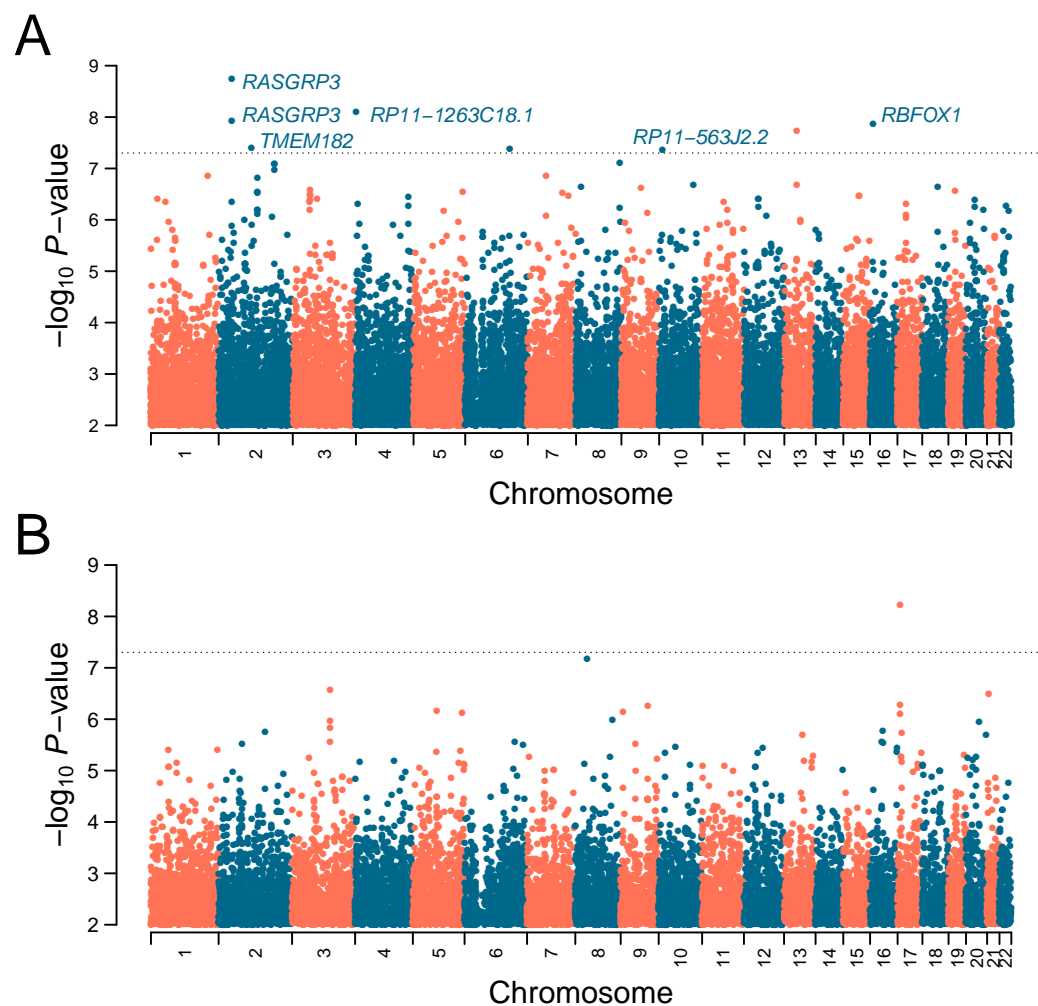 A
9
RASGRP3
8
RASGRP3
RP11−1263C18.1
RBFOX1
TMEM182
RP11−563J2.2
7
6
5
4
3
2
−log10 P−value
1 2 3 4 5 6 7 8 9 10 11 12 13 14 15 16 17 18 19 20 21 22
Chromosome
B
9
8
7
6
5
4
3
2
−log10 P−value
1 2 3 4 5 6 7 8 9 10 11 12 13 14 15 16 17 18 19 20 21 22
Chromosome